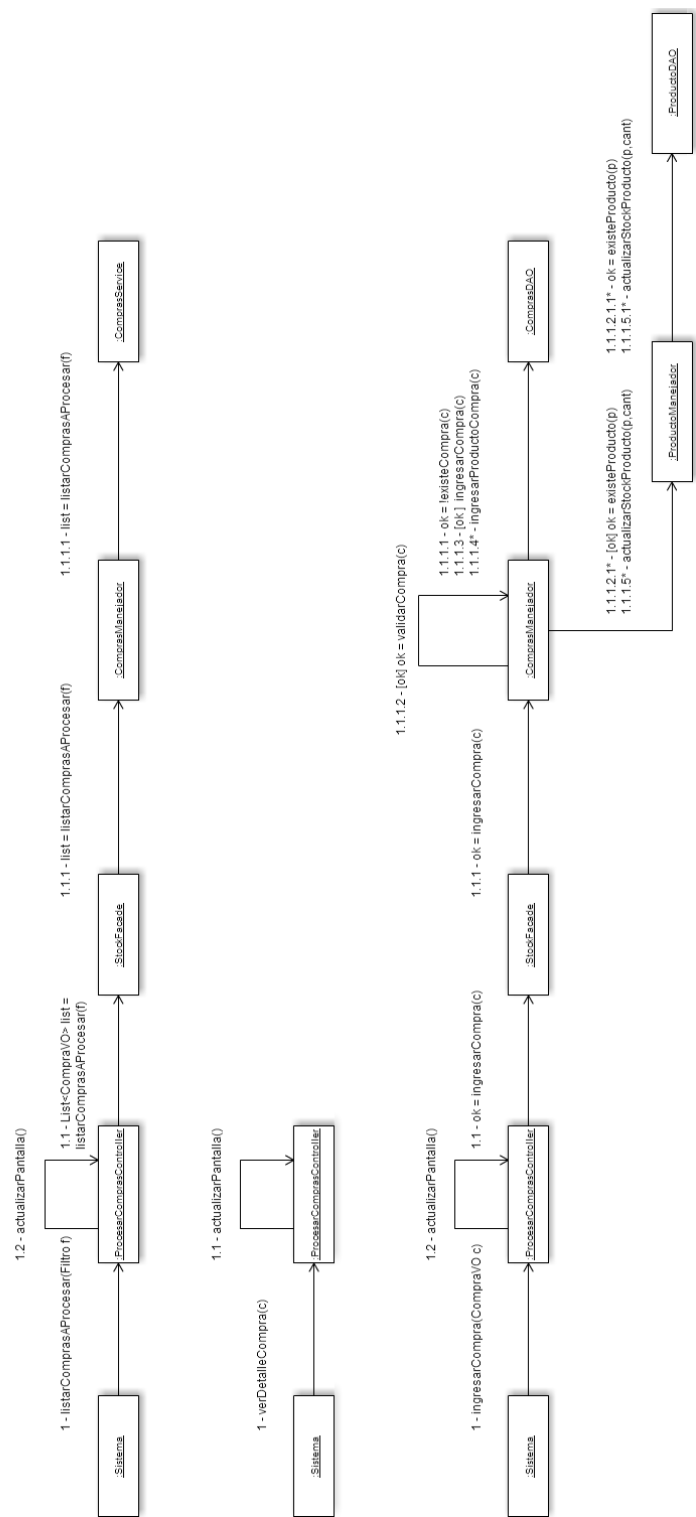 1.2 - actualizarPantalla()
1 - listarComprasAProcesar(Filtro f)
1.1 - List<CompraVO> list =
listarComprasAProcesar(f)
1.1.1 - list = listarComprasAProcesar(f)
1.1.1.1 - list = listarComprasAProcesar(f)
:Sistema
:ProcesarComprasController
:StockFacade
:ComprasManejador
:ComprasService
1.1 - actualizarPantalla()
1 - verDetalleCompra(c)
:Sistema
:ProcesarComprasController
1.1.1.2 - [ok] ok = validarCompra(c)
1.2 - actualizarPantalla()
1 - ingresarCompra(CompraVO c)
1.1 - ok = ingresarCompra(c)
1.1.1 - ok = ingresarCompra(c)
1.1.1.1 - ok = !existeCompra(c)
1.1.1.3 - [ok ] ingresarCompra(c)
1.1.1.4* - ingresarProductoCompra(c)
:Sistema
:ProcesarComprasController
:StockFacade
:ComprasManejador
:ComprasDAO
1.1.1.2.1* - [ok] ok = existeProducto(p)
1.1.1.5* - actualizarStockProducto(p,cant)
1.1.1.2.1.1* - ok = existeProducto(p)
1.1.1.5.1* - actualizarStockProducto(p,cant)
:ProductoManejador
:ProductoDAO